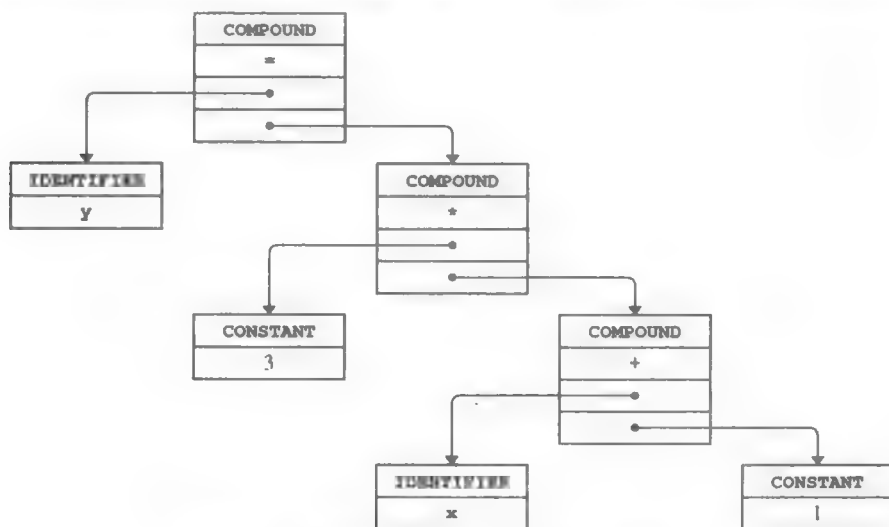 COMPOUND
=
IDENTIFIER
y
COMPOUND
*
CONSTANT
3
COMPOUND
+
IDENTIFIER
x
CONSTANT
1